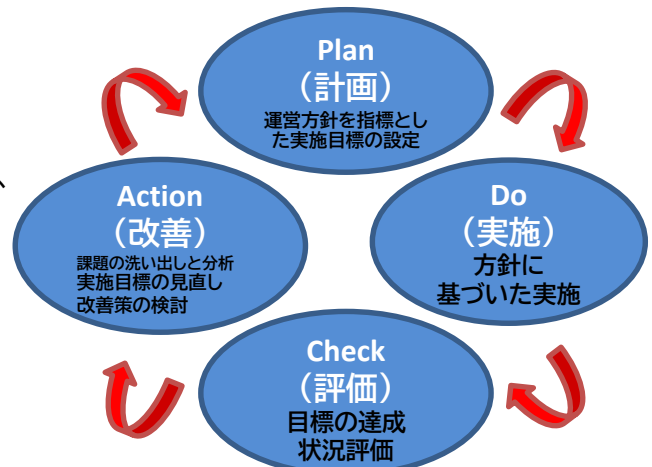 Plan
（計画）
運営方針を指標とし
た実施目標の設定
Do
（実施）
方針に
基づいた実施
Check
（評価）
目標の達成
状況評価
Action
（改善）
課題の洗い出しと分析
実施目標の見直し
改善策の検討
、